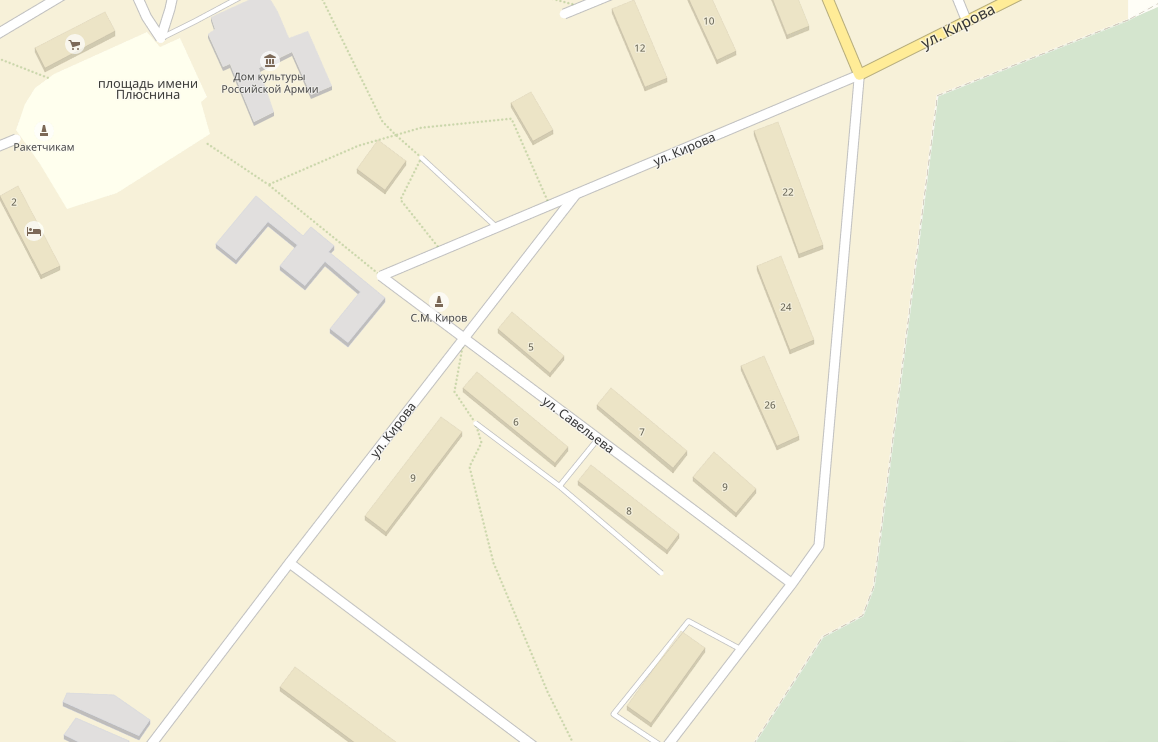 10
ул. Кирова
12
Дом культуры
Российской Армии
площадь имени
Плюснина
Ракетчикам
ул. Кирова
22
2
С.М. Киров
24
5
26
ул. Кирова
6
ул. Савельева
7
9
9
8